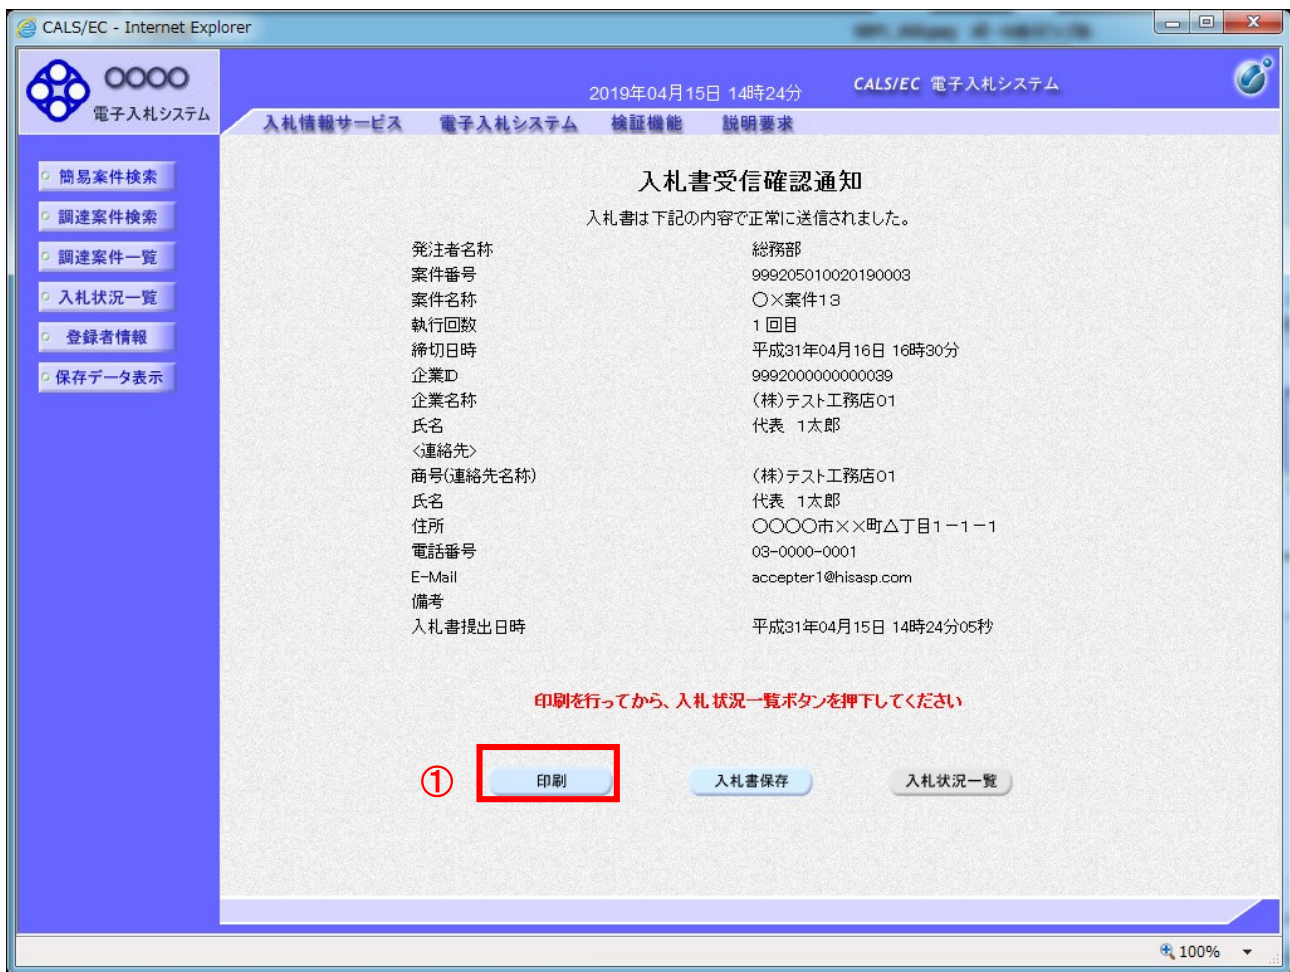 CALS/EC - Internet Explorer
OOOO
電子入札システム
2019年04月15日 14時24分
CALS/EC 電子入札システム
入札情報サービス 電子入札システム 検証機能 説明要求
簡易案件検索
調達案件検索
調達案件一覧
入札状況一覧
登録者情報
保存データ表示
入札書受信確認通知
入札書は下記の内容で正常に送信されました。
発注者名称 総務部
案件番号 999205010020190003
案件名称 〇×案件13
執行回数 1回目
締切日時 平成31年04月16日 16時30分
企業ID 9992000000000039
企業名称 (株)テスト工務店01
氏名 代表 1太郎
<連絡先>
商号(連絡先名称) (株)テスト工務店01
氏名 代表 1太郎
住所 〇〇〇〇市××町△丁目1-1-1
電話番号 03-0000-0001
E-Mail accepter1@hisasp.com
備考
入札書提出日時 平成31年04月15日 14時24分05秒
印刷を行ってから、入札状況一覧ボタンを押下してください
① 印刷 入札書保存 入札状況一覧
100%